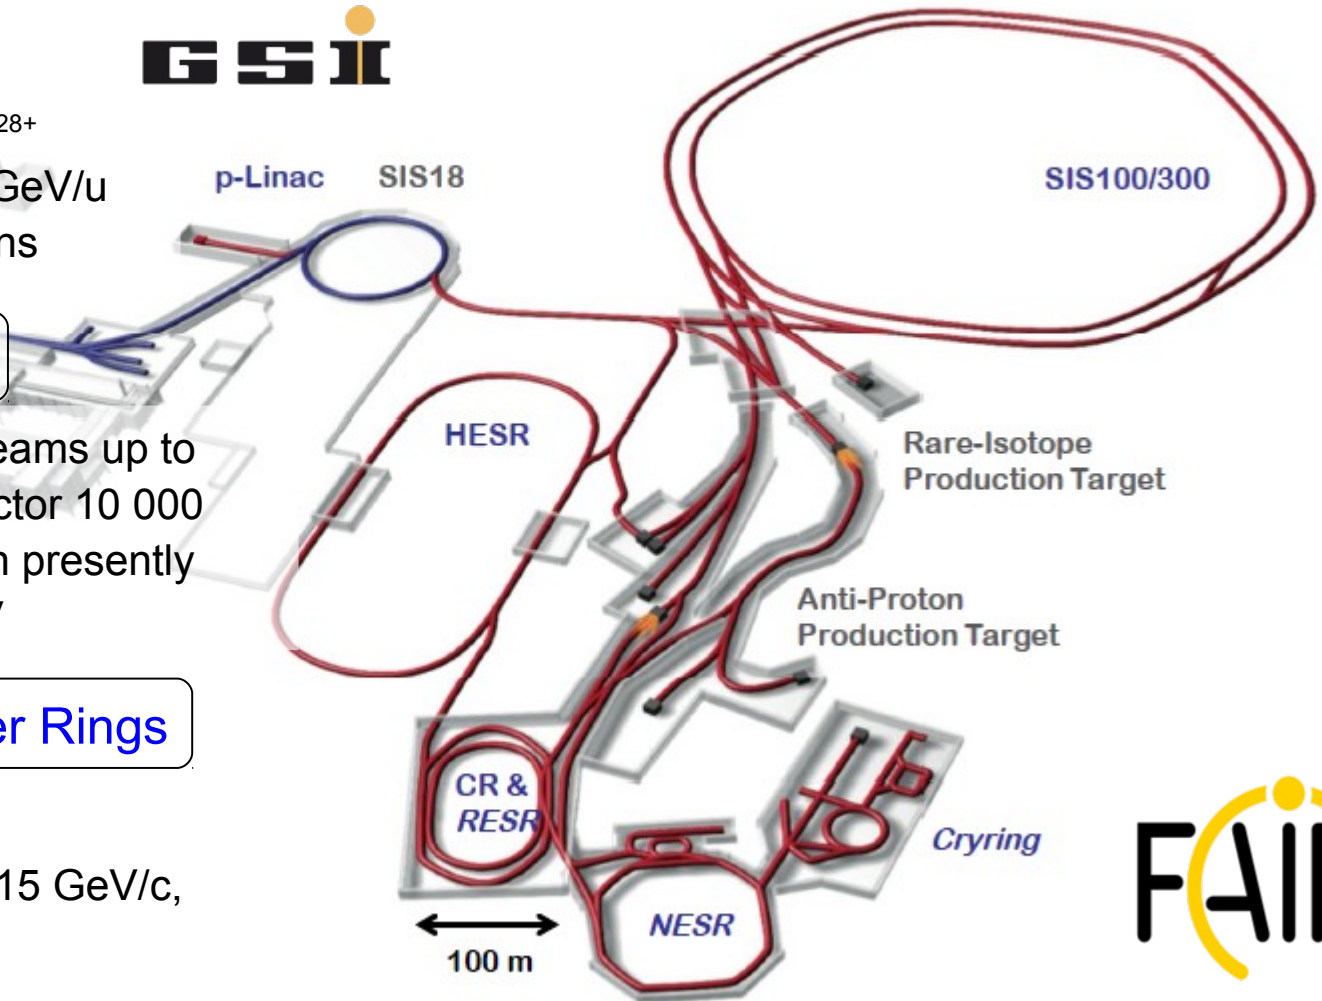 GSI
28+
GeV/u
ns
p-Linac
SIS18
SIS100/300
HESR
eams up to
ctor 10 000
n presently
Rare-Isotope
Production Target
Anti-Proton
Production Target
er Rings
CR &
RESR
Cryring
15 GeV/c,
NESR
100 m
FAI